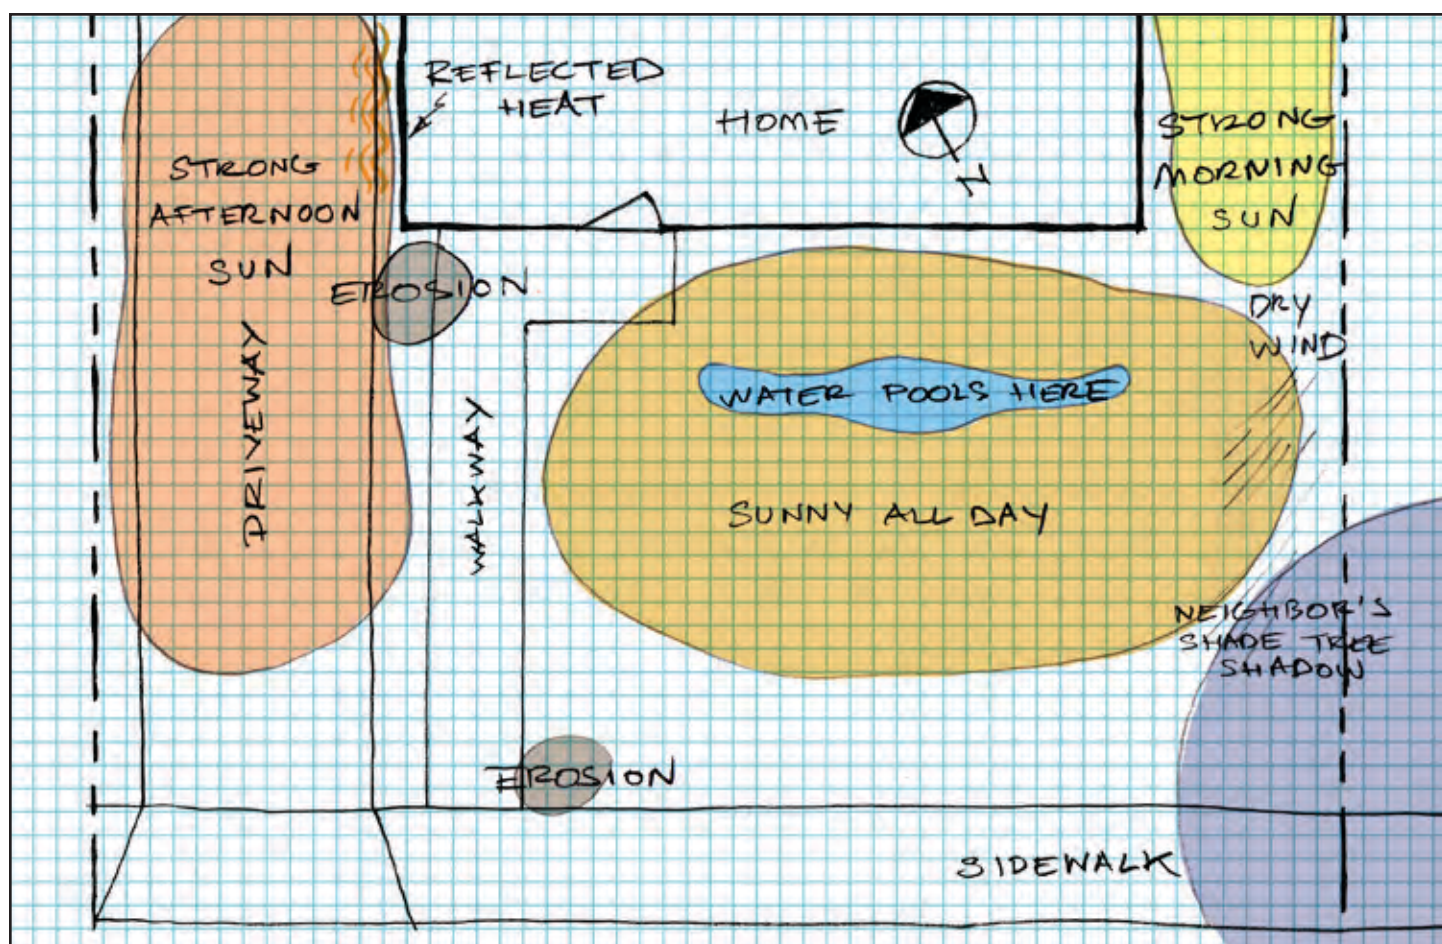 REFLECTED
HEAT
HOME
N
STRONG
MORNING
SUN
STRONG
AFTERNOON
SUN
EROSION
DRY
WIND
DRIVEWAY
WALKWAY
WATER POOLS HERE
SUNNY ALL DAY
NEIGHBOR'S
SHADE TREE
SHADOW
EROSION
SIDEWALK